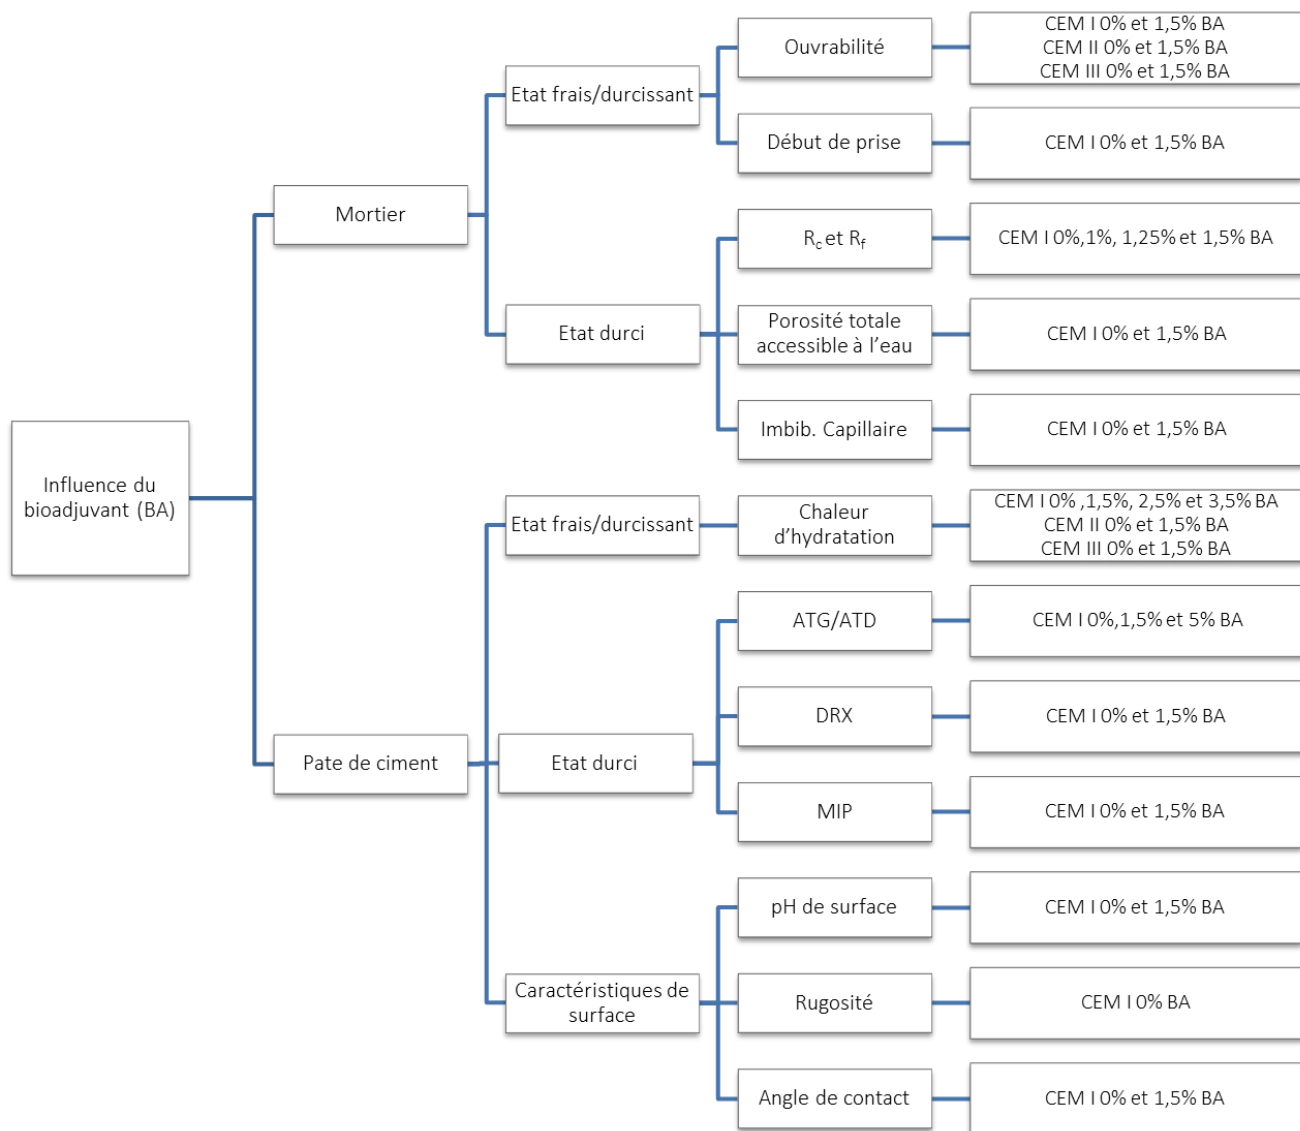 Influence du
bioadjuvant (BA)
Mortier
Etat frais/durcissant
Ouvrabilité
CEM I 0% et 1,5% BA
CEM II 0% et 1,5% BA
CEM III 0% et 1,5% BA
Début de prise
CEM I 0% et 1,5% BA
Etat durci
Rc et Rf
CEM I 0%,1%, 1,25% et 1,5% BA
Porosité totale
accessible à l'eau
CEM I 0% et 1,5% BA
Imbib. Capillaire
CEM I 0% et 1,5% BA
Pate de ciment
Etat frais/durcissant
Chaleur
d'hydratation
CEM I 0% ,1,5%, 2,5% et 3,5% BA
CEM II 0% et 1,5% BA
CEM III 0% et 1,5% BA
Etat durci
ATG/ATD
CEM I 0%,1,5% et 5% BA
DRX
CEM I 0% et 1,5% BA
MIP
CEM I 0% et 1,5% BA
Caractéristiques de
surface
pH de surface
CEM I 0% et 1,5% BA
Rugosité
CEM I 0% BA
Angle de contact
CEM I 0% et 1,5% BA